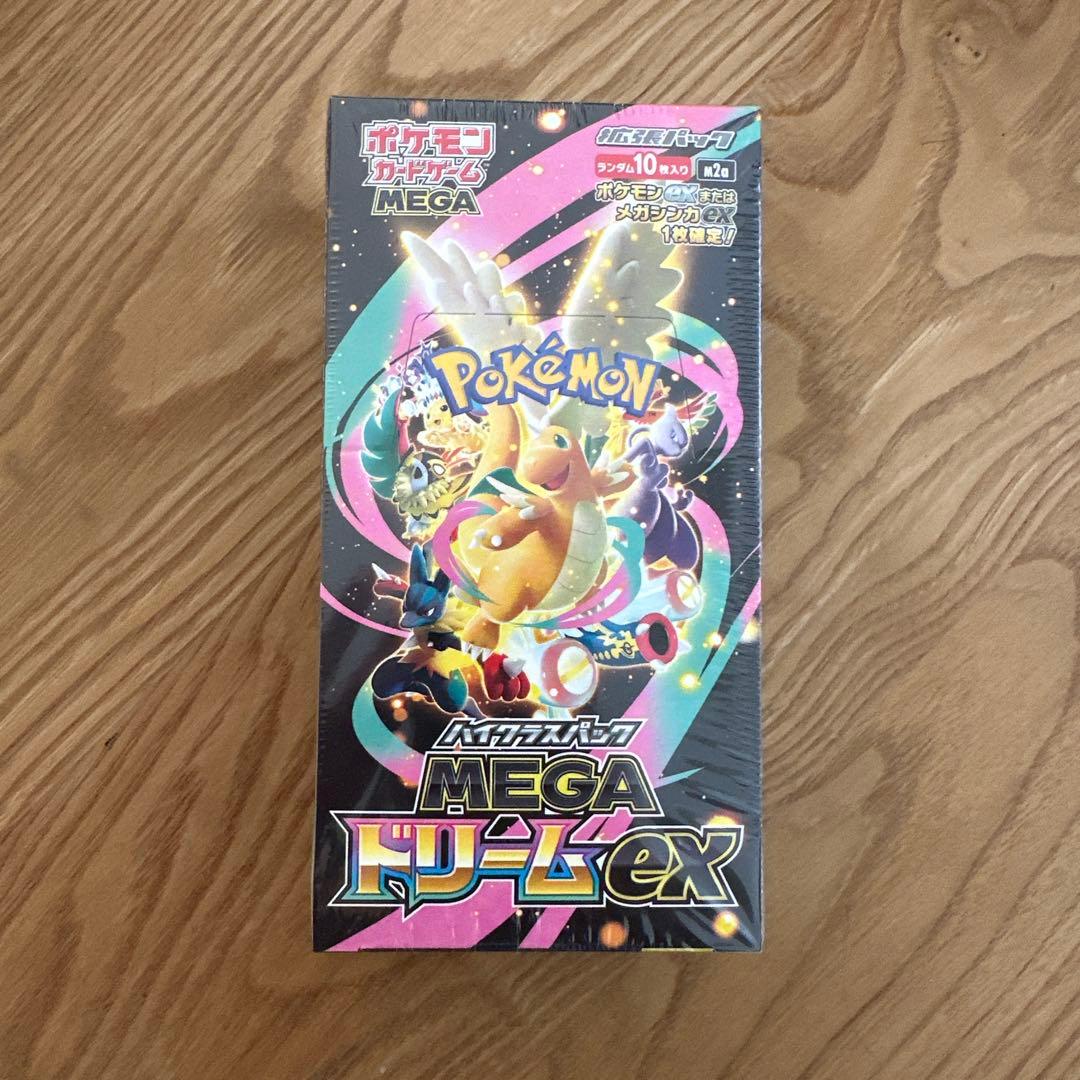 ポケモン
カードゲーム
MEGA
拡張パック
ランダム10枚入り M2a
ポケモンexまたは
メガシンカex
1枚確定!
POKéMON
ハイクラスパック
MEGA
ドリームex